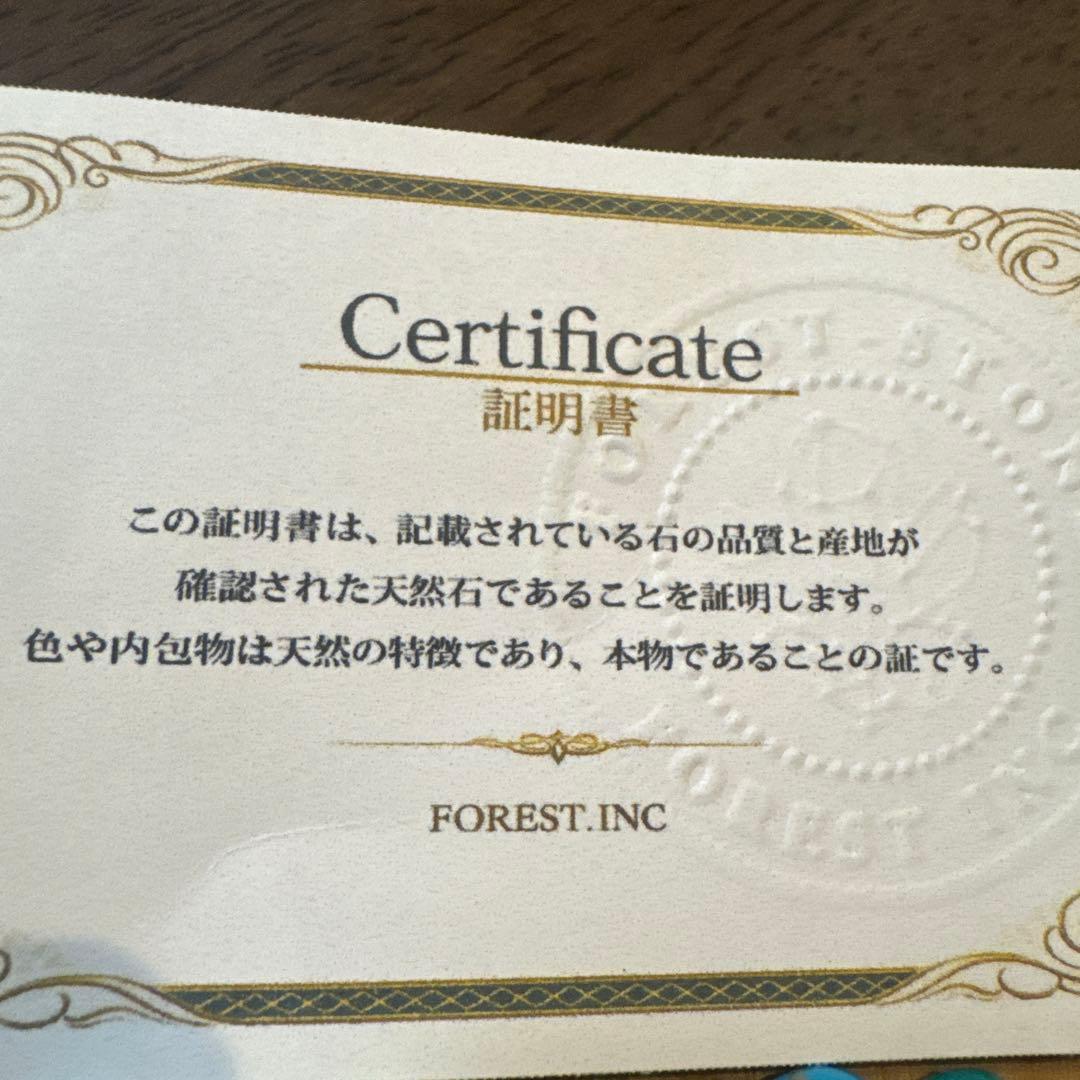 Certificate
証明書
この証明書は、記載されている石の品質と産地が
確認された天然石であることを証明します。
色や内包物は天然の特徴であり、本物であることの証です。
FOREST.INC